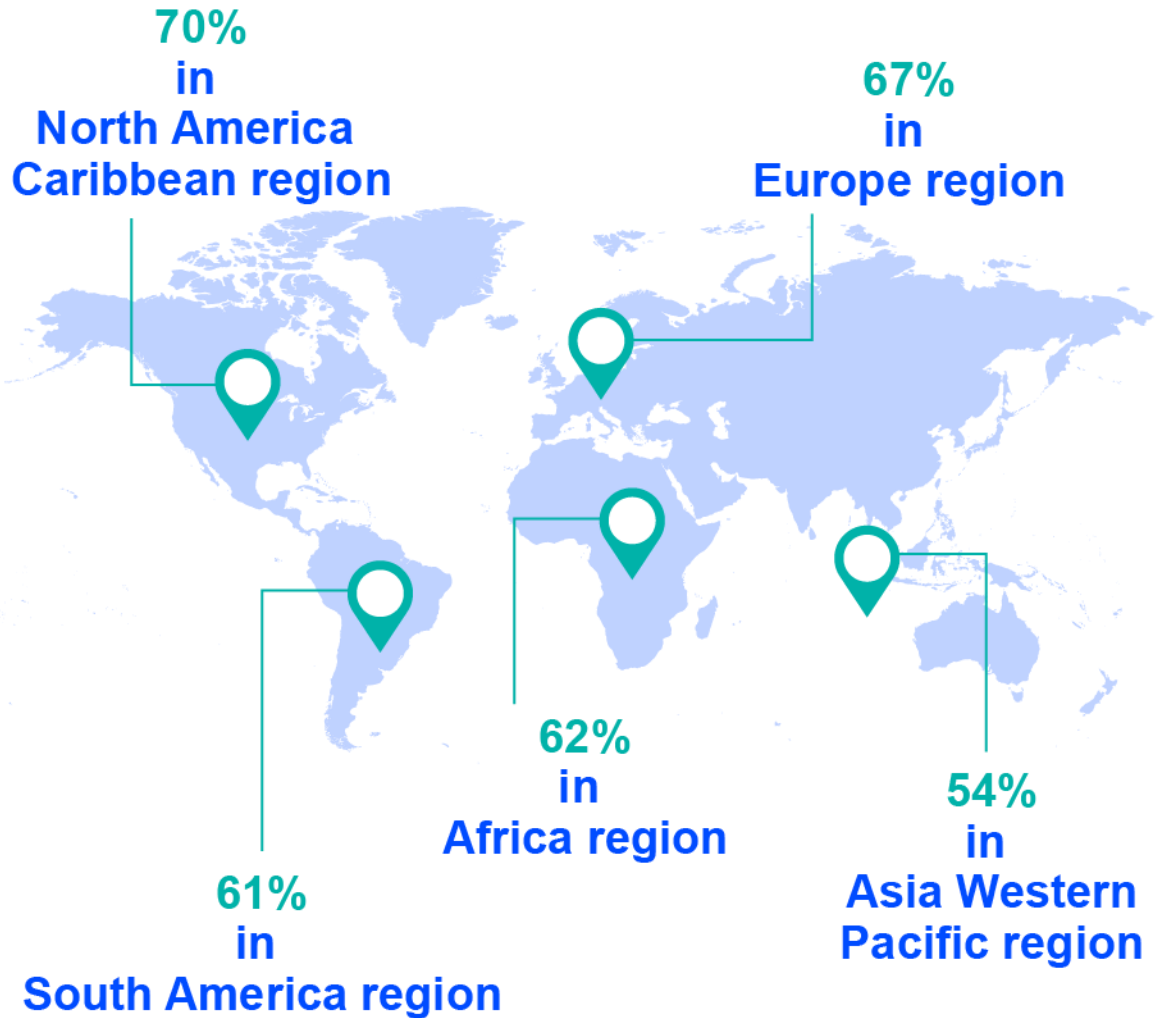 70%
in
North America
Caribbean region
67%
in
Europe region
62%
in
Africa region
54%
in
Asia Western
Pacific region
61%
in
South America region